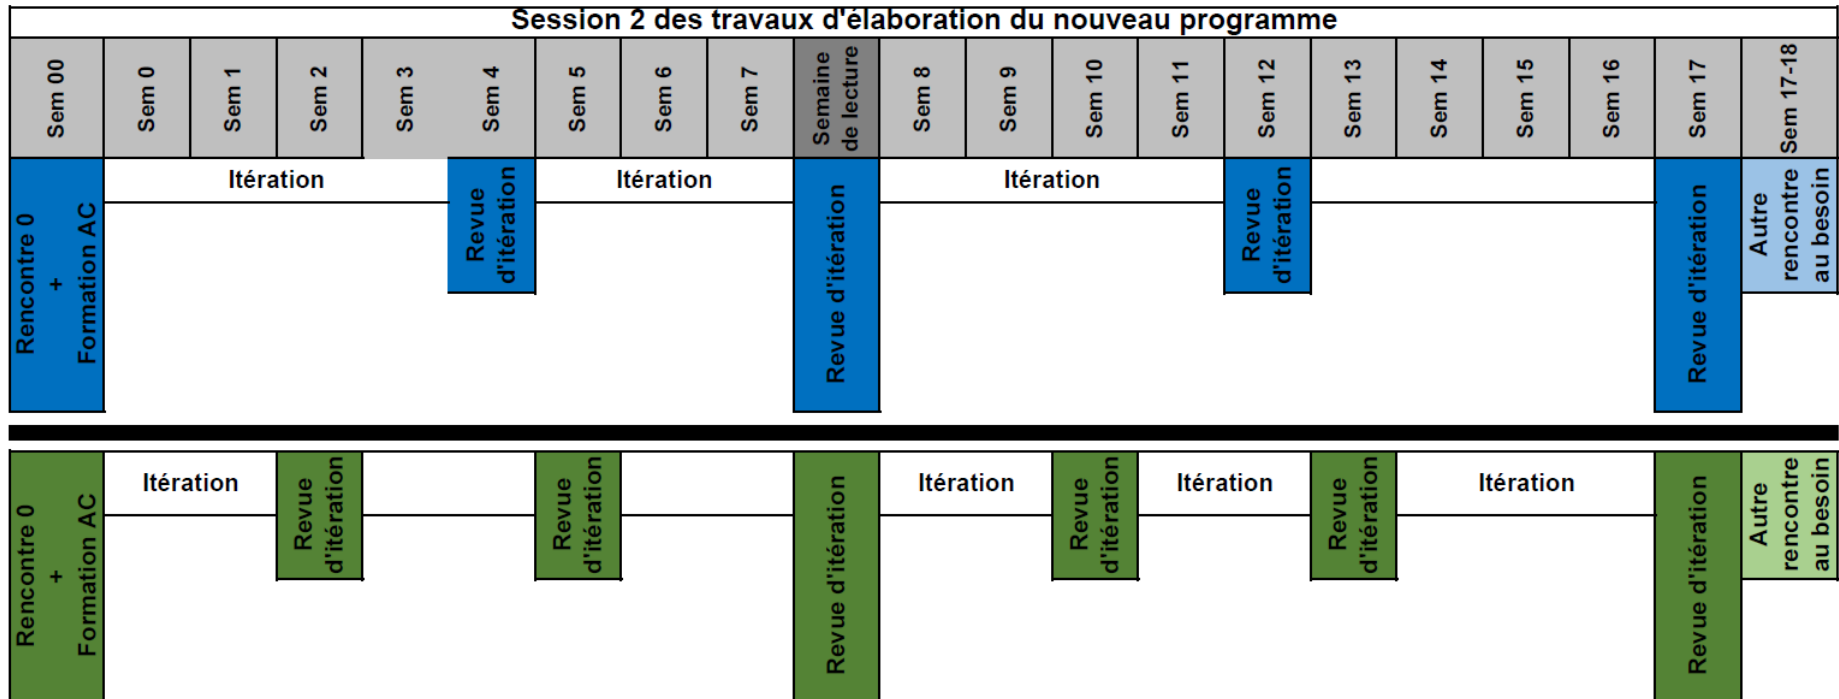 Session 2 des travaux d'élaboration du nouveau programme
Sem 00
Sem 0
Sem 1
Sem 2
Sem 3
Sem 4
Sem 5
Sem 6
Sem 7
Semaine
de lecture
Sem 8
Sem 9
Sem 10
Sem 11
Sem 12
Sem 13
Sem 14
Sem 15
Sem 16
Sem 17
Sem 17-18
Rencontre 0
+
Formation AC
Itération
Revue
d'itération
Itération
Revue d'itération
Itération
Revue
d'itération
Revue d'itération
Autre
rencontre
au besoin
Rencontre 0
+
Formation AC
Itération
Revue
d'itération
Revue
d'itération
Revue d'itération
Itération
Revue
d'itération
Itération
Revue
d'itération
Itération
Revue d'itération
Autre
rencontre
au besoin